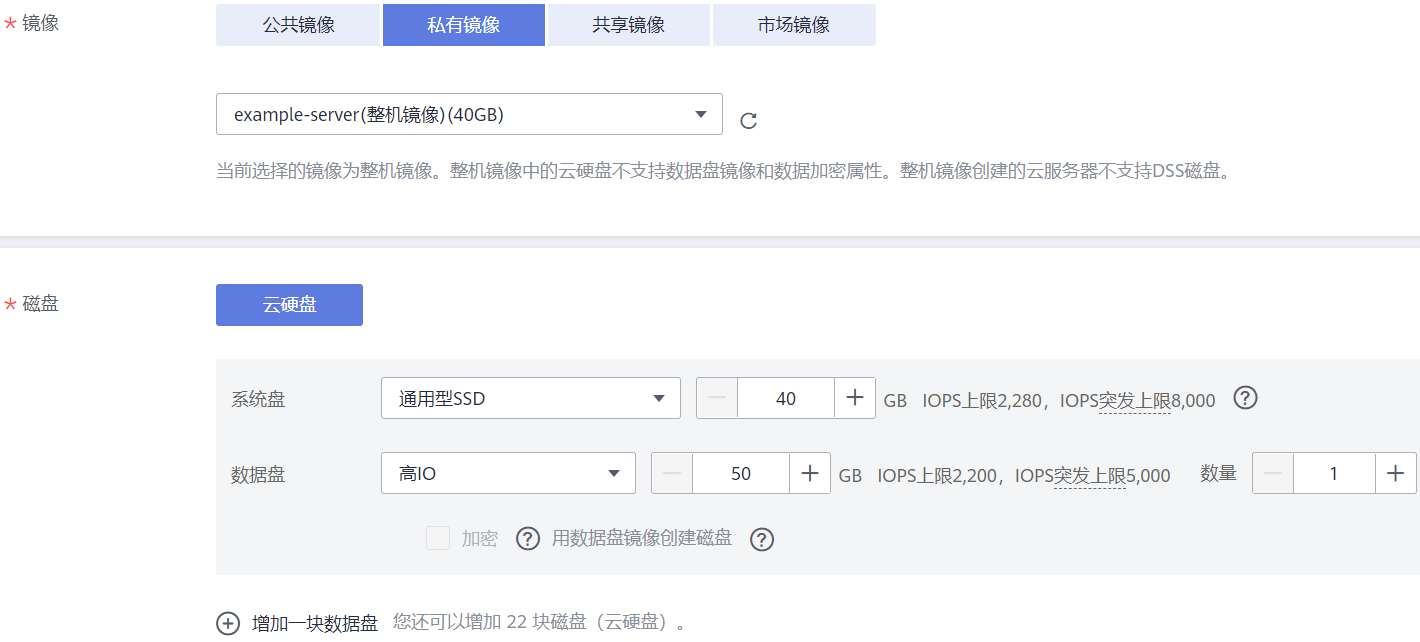 * 镜像 公共镜像 私有镜像 共享镜像 市场镜像
example-server(整机镜像)(40GB)
当前选择的镜像为整机镜像。整机镜像中的云硬盘不支持数据盘镜像和数据加密属性。整机镜像创建的云服务器不支持DSS磁盘。
* 磁盘 云硬盘
系统盘 通用型SSD — 40 + GB IOPS上限2,280，IOPS突发上限8,000 ?
数据盘 高IO — 50 + GB IOPS上限2,200，IOPS突发上限5,000 数量 — 1 +
加密 ? 用数据盘镜像创建磁盘 ?
+ 增加一块数据盘 您还可以增加 22 块磁盘（云硬盘）。